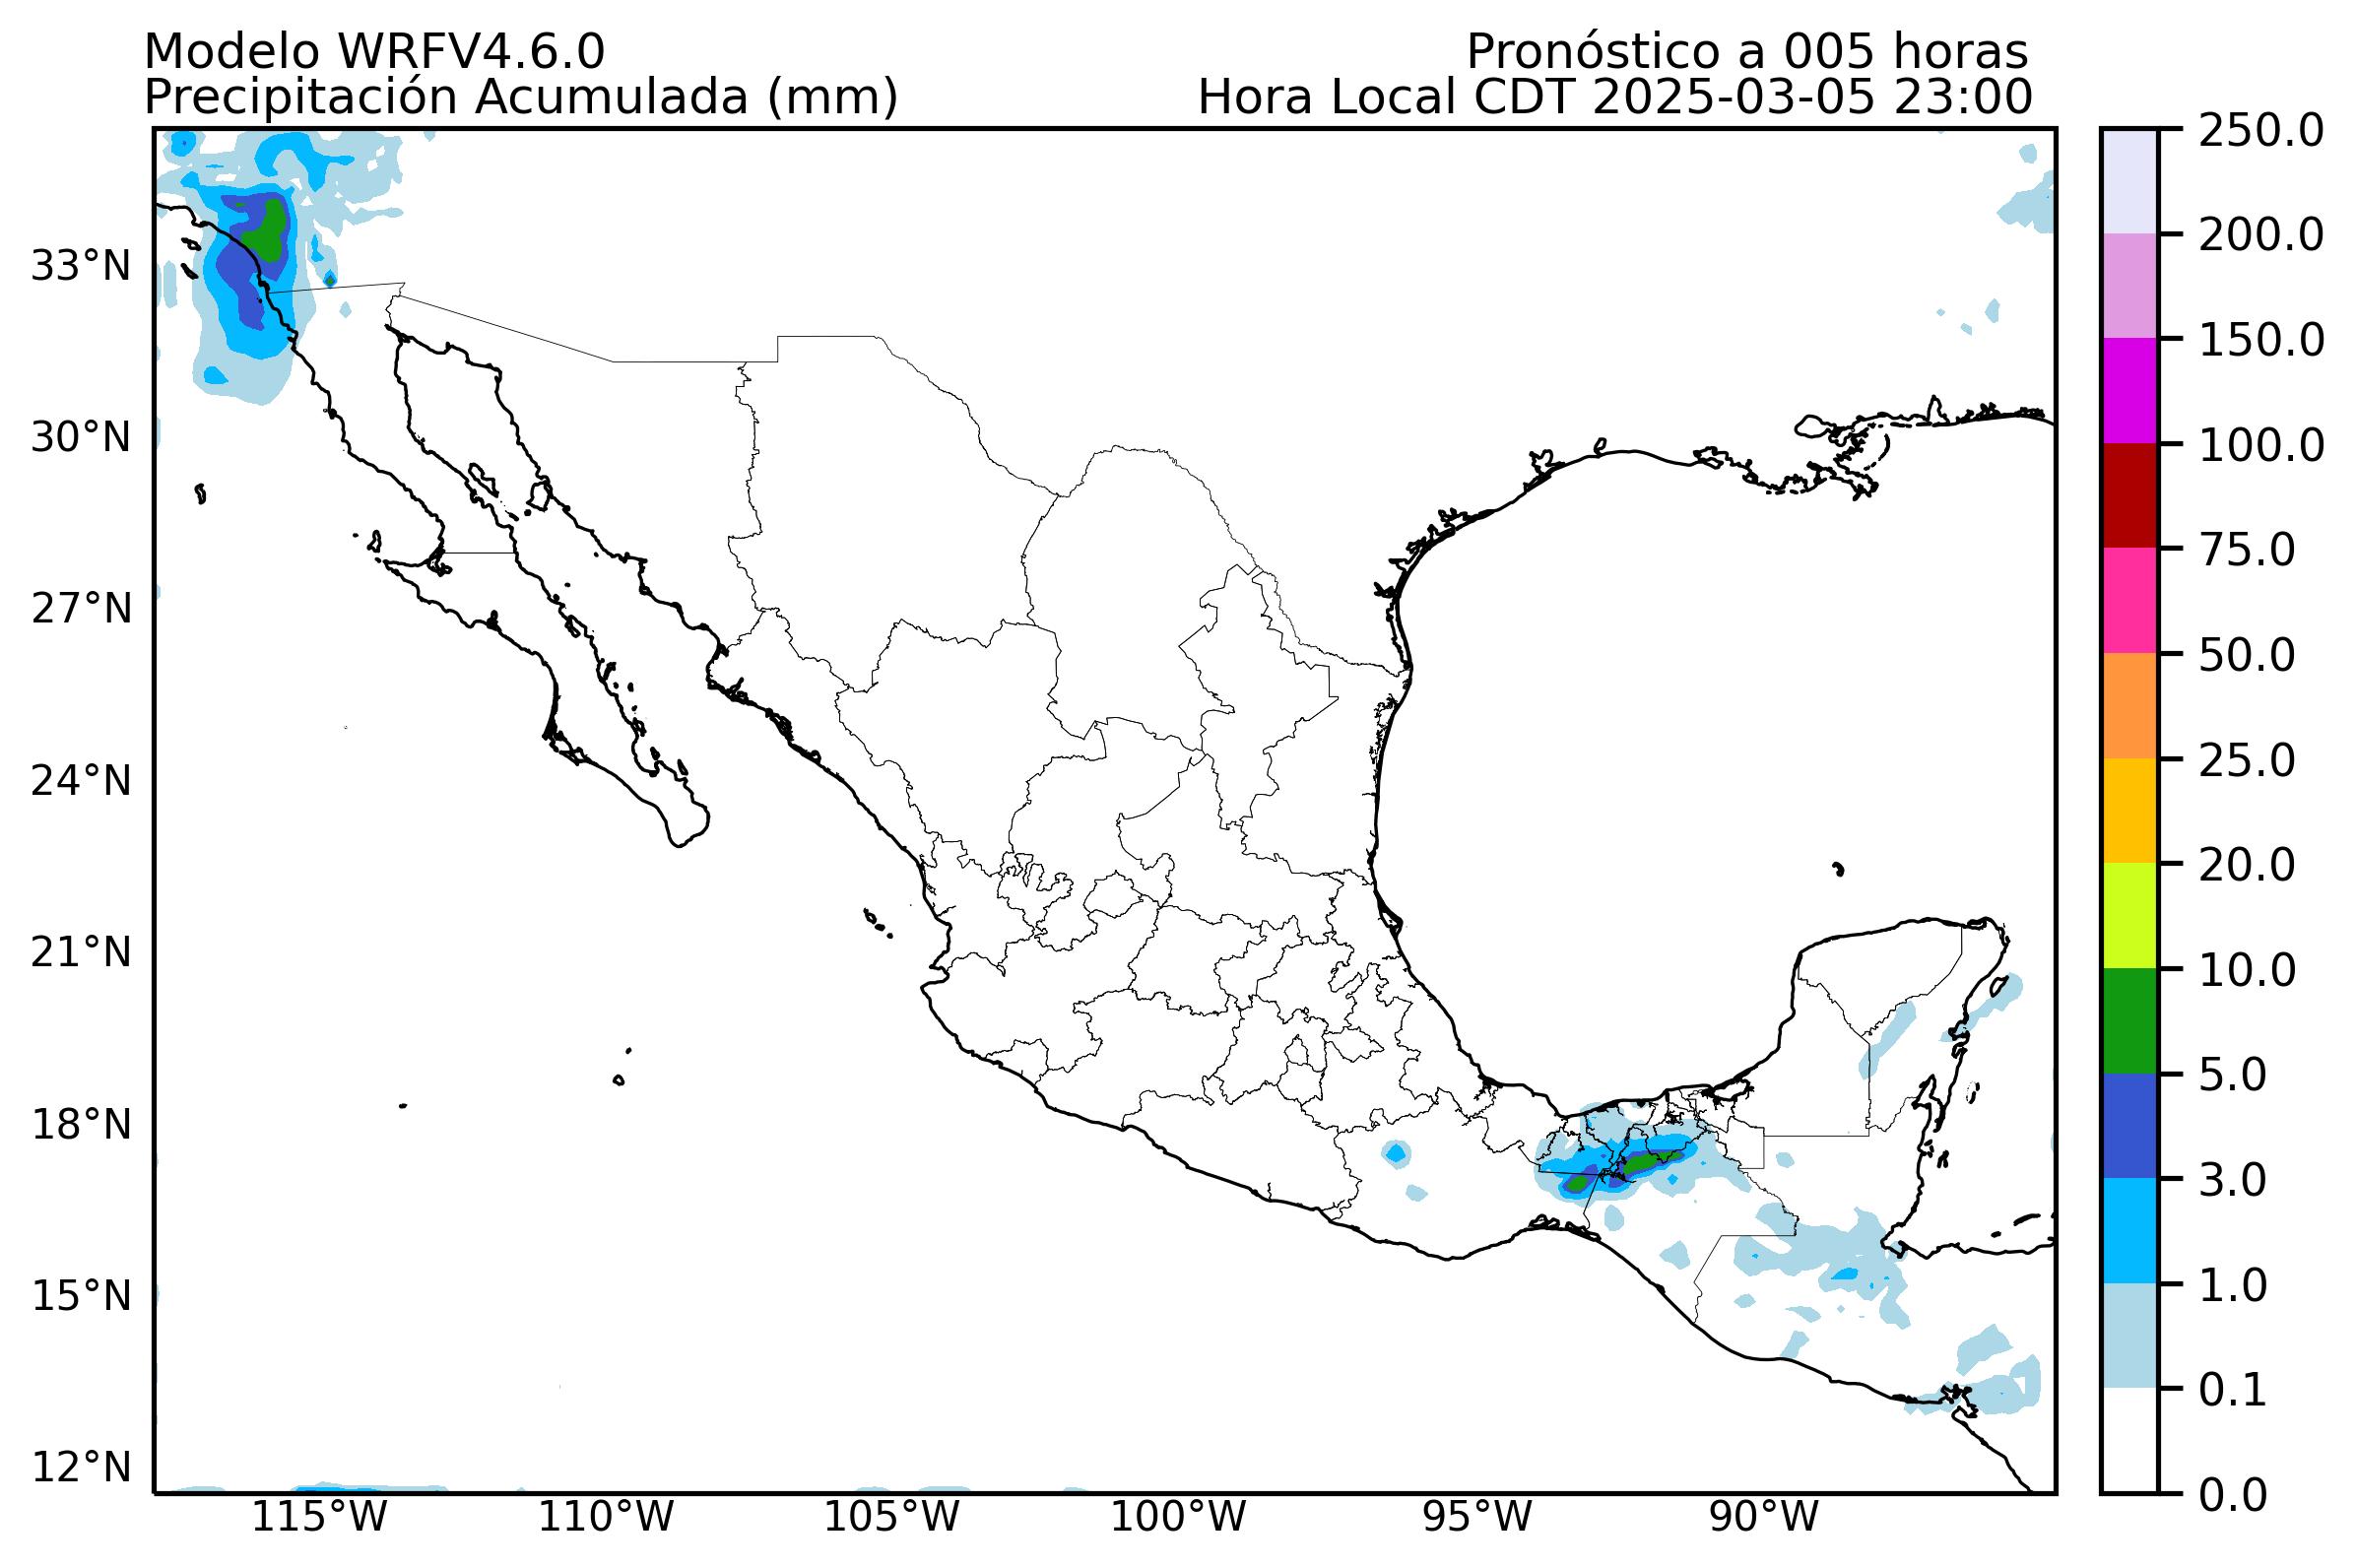 Modelo WRFV4.6.0
Pronóstico a 005 horas
Precipitación Acumulada (mm)
Hora Local CDT 2025-03-05 23:00
33°N
30°N
27°N
24°N
21°N
18°N
15°N
12°N
115°W
110°W
105°W
100°W
95°W
90°W
250.0
200.0
150.0
100.0
75.0
50.0
25.0
20.0
10.0
5.0
3.0
1.0
0.1
0.0